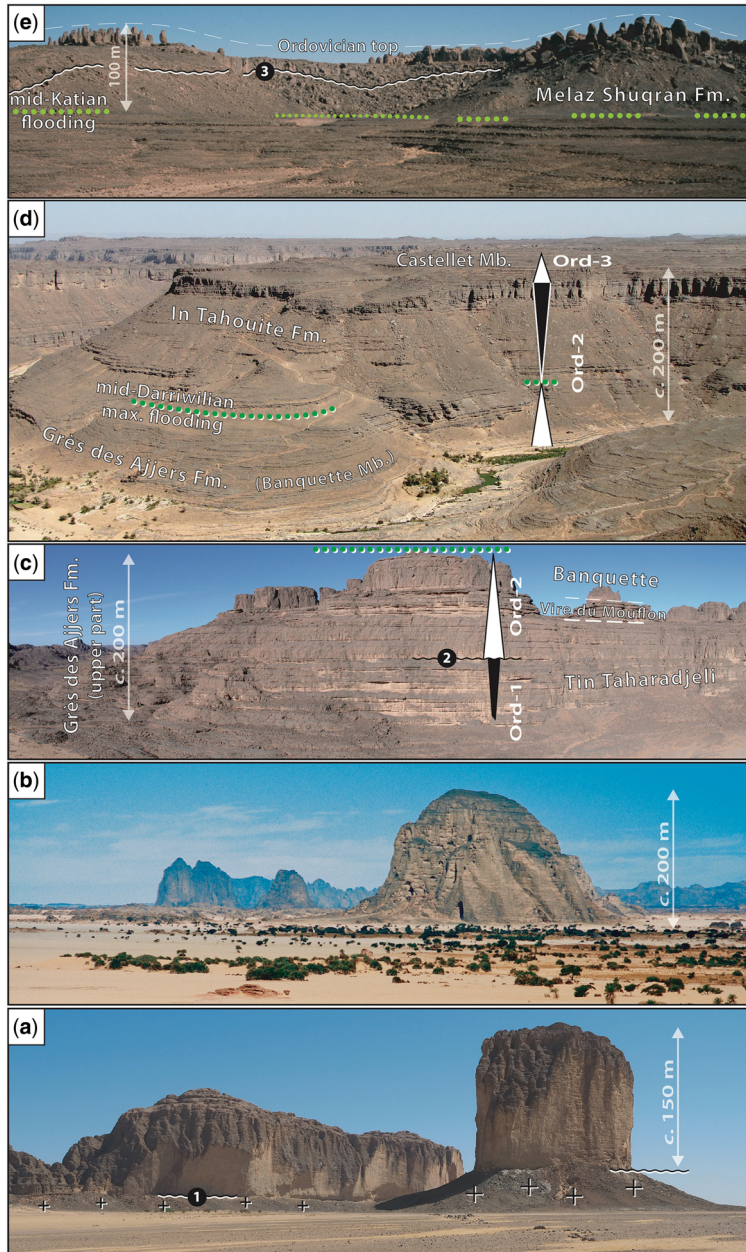 (e)
Ordovician top
100 m
3
mid-Katian
flooding
Melaz Shuqran Fm.
(d)
Castellet Mb.
Ord-3
In Tahouite Fm.
Ord-2
c. 200 m
mid-Darriwilian
max. flooding
Grés des Ajjers Fm.
(Banquette Mb.)
(c)
Grès des Ajjers Fm.
(upper part)
c. 200 m
Ord-2
Banquette
Vire du Mouflon
2
Tin Taharadjeli
Ord-1
(b)
c. 200 m
(a)
c. 150 m
1